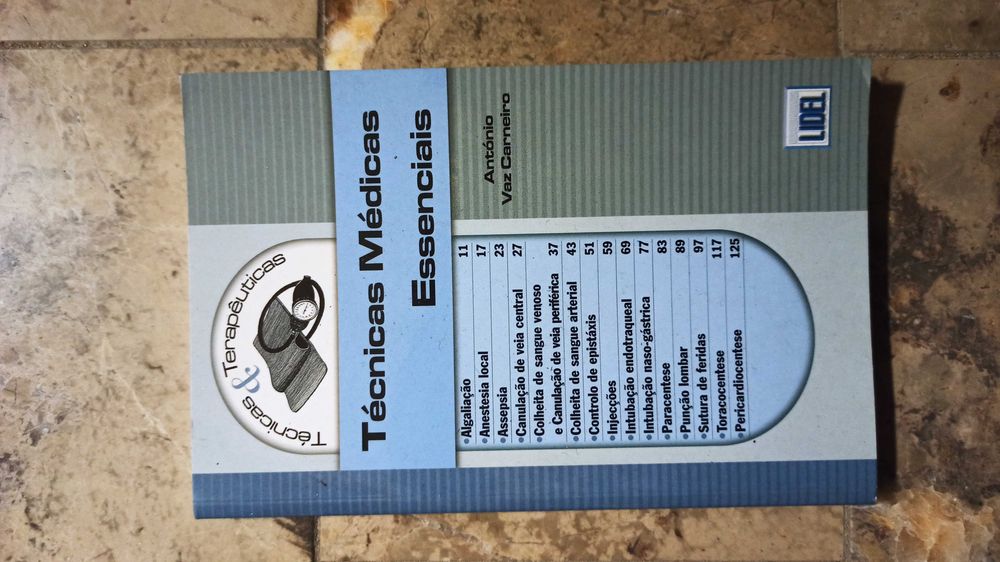 Técnicas & Terapêuticas
Técnicas Médicas
Essenciais
António
Vaz Carneiro
•Algaliação 11
•Anestesia local 17
•Assepsia 23
•Canulação de veia central 27
•Colheita de sangue venoso
e Canulação de veia periférica 37
•Colheita de sangue arterial 43
•Controlo de epistáxis 51
•Injecções 59
•Intubação endotraqueal 69
•Intubação naso-gástrica 77
•Paracentese 83
•Punção lombar 89
•Sutura de feridas 97
•Toracocentese 117
•Pericardiocentese 125
LIDEL